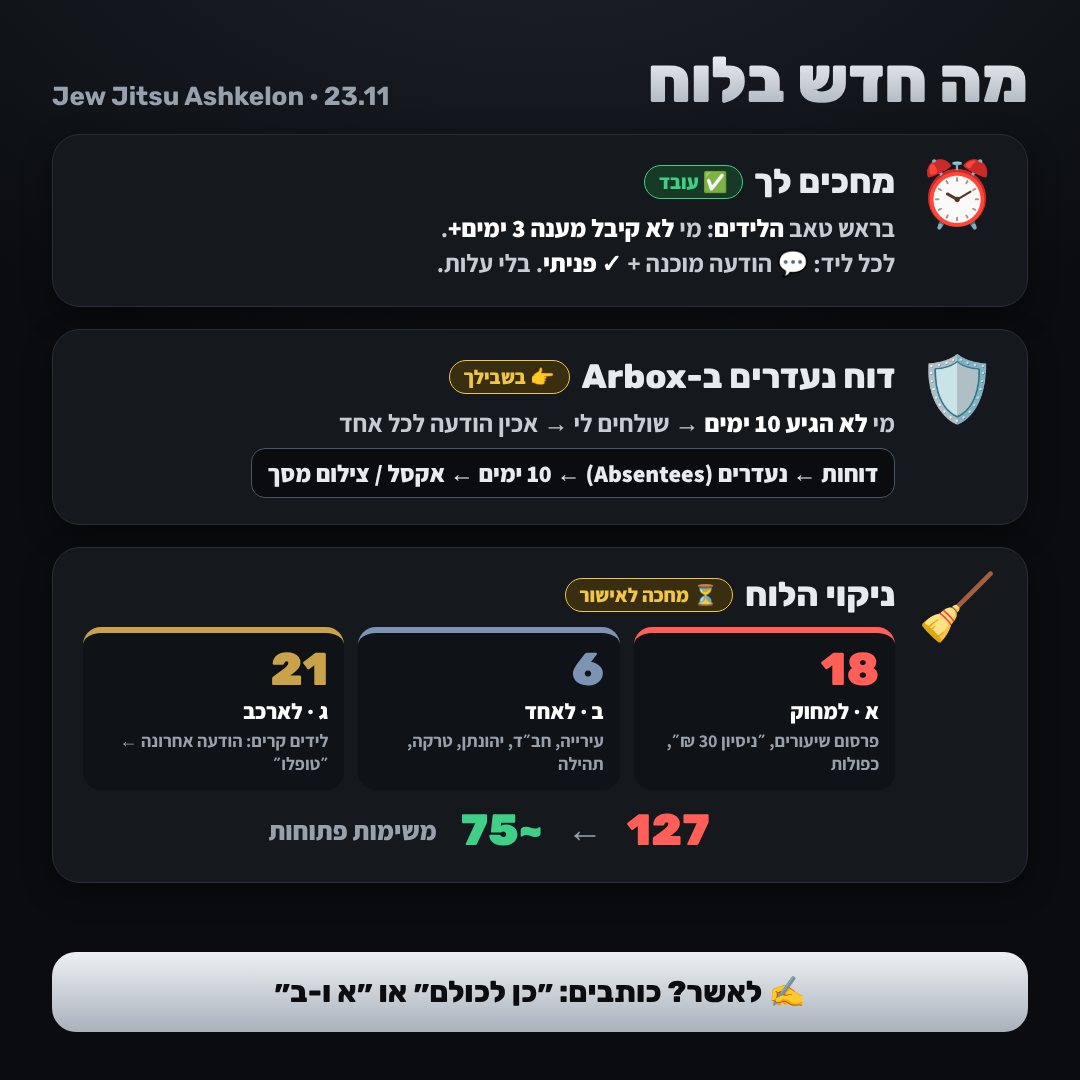 מה חדש בלוח
Jew Jitsu Ashkelon • 23.11
מחכים לך
✅ עובד
בראש טאב הלידים: מי לא קיבל מענה 3 ימים+.
לכל ליד: 💬 הודעה מוכנה + ✓ פניתי. בלי עלות.
דוח נעדרים ב-Arbox
👉 בשבילך
מי לא הגיע 10 ימים → שולחים לי → אכין הודעה לכל אחד
דוחות ← נעדרים (Absentees) ← 10 ימים ← אקסל / צילום מסך
ניקוי הלוח
⏳ מחכה לאישור
18
א · למחוק
פרסום שיעורים, ״ניסיון 30 ₪״,
כפולות
6
ב · לאחד
עירייה, חב״ד, יהונתן, טרקה,
תהילה
21
ג · לארכב
לידים קרים: הודעה אחרונה ←
״טופלו״
127 ← ~75 משימות פתוחות
✍️ לאשר? כותבים: ״כן לכולם״ או ״א ו-ב״